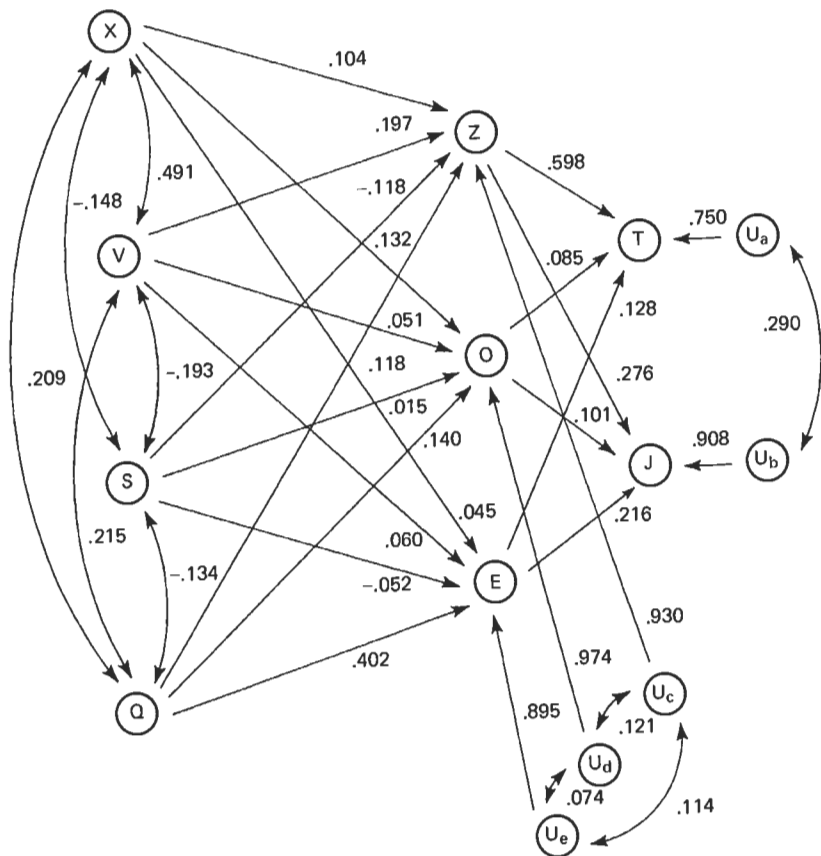 X
.104
Z
.197
.598
.491
-.118
-.148
.750
Ua
T
.132
V
.085
.128
.290
.051
O
.118
.209
-.193
.276
.015
.101
.140
.908
Ub
J
S
.045
.216
.215
.060
E
-.134
-.052
.930
.402
.974
Uc
Q
.895
.121
Ud
.074
.114
Ue